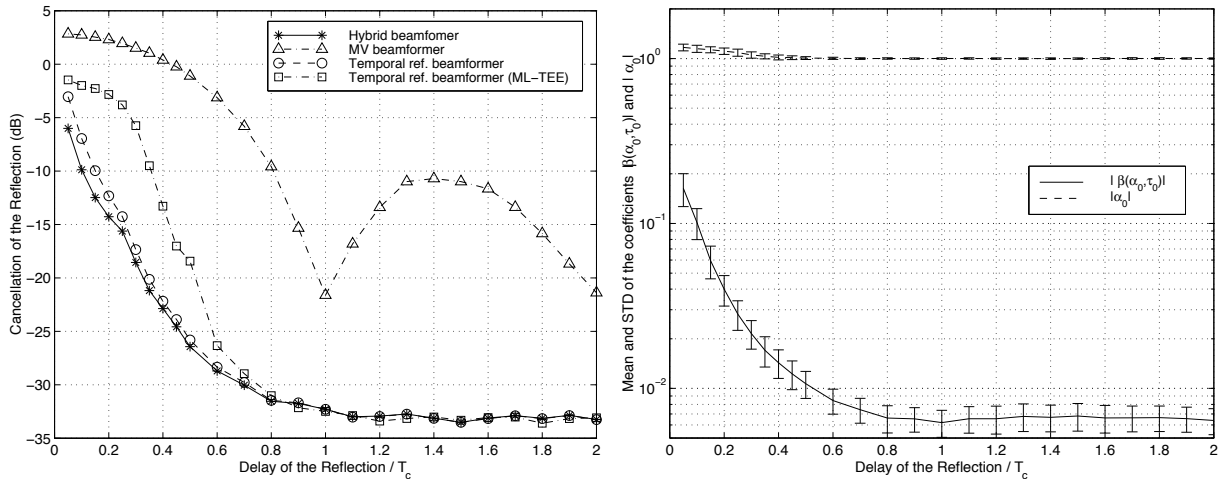 5
0
−5
−10
−15
−20
−25
−30
−35
Cancellation of the Reflection (dB)
Hybrid beamfomer
MV beamformer
Temporal ref. beamformer
Temporal ref. beamformer (ML−TEE)
0 0.2 0.4 0.6 0.8 1 1.2 1.4 1.6 1.8 2
Delay of the Reflection / T_c
10^0
10^−1
10^−2
Mean and STD of the coefficients |β(α_0,τ_0)| and | α_0|
| β(α_0,τ_0)|
|α_0|
0 0.2 0.4 0.6 0.8 1 1.2 1.4 1.6 1.8 2
Delay of the Reflection / T_c